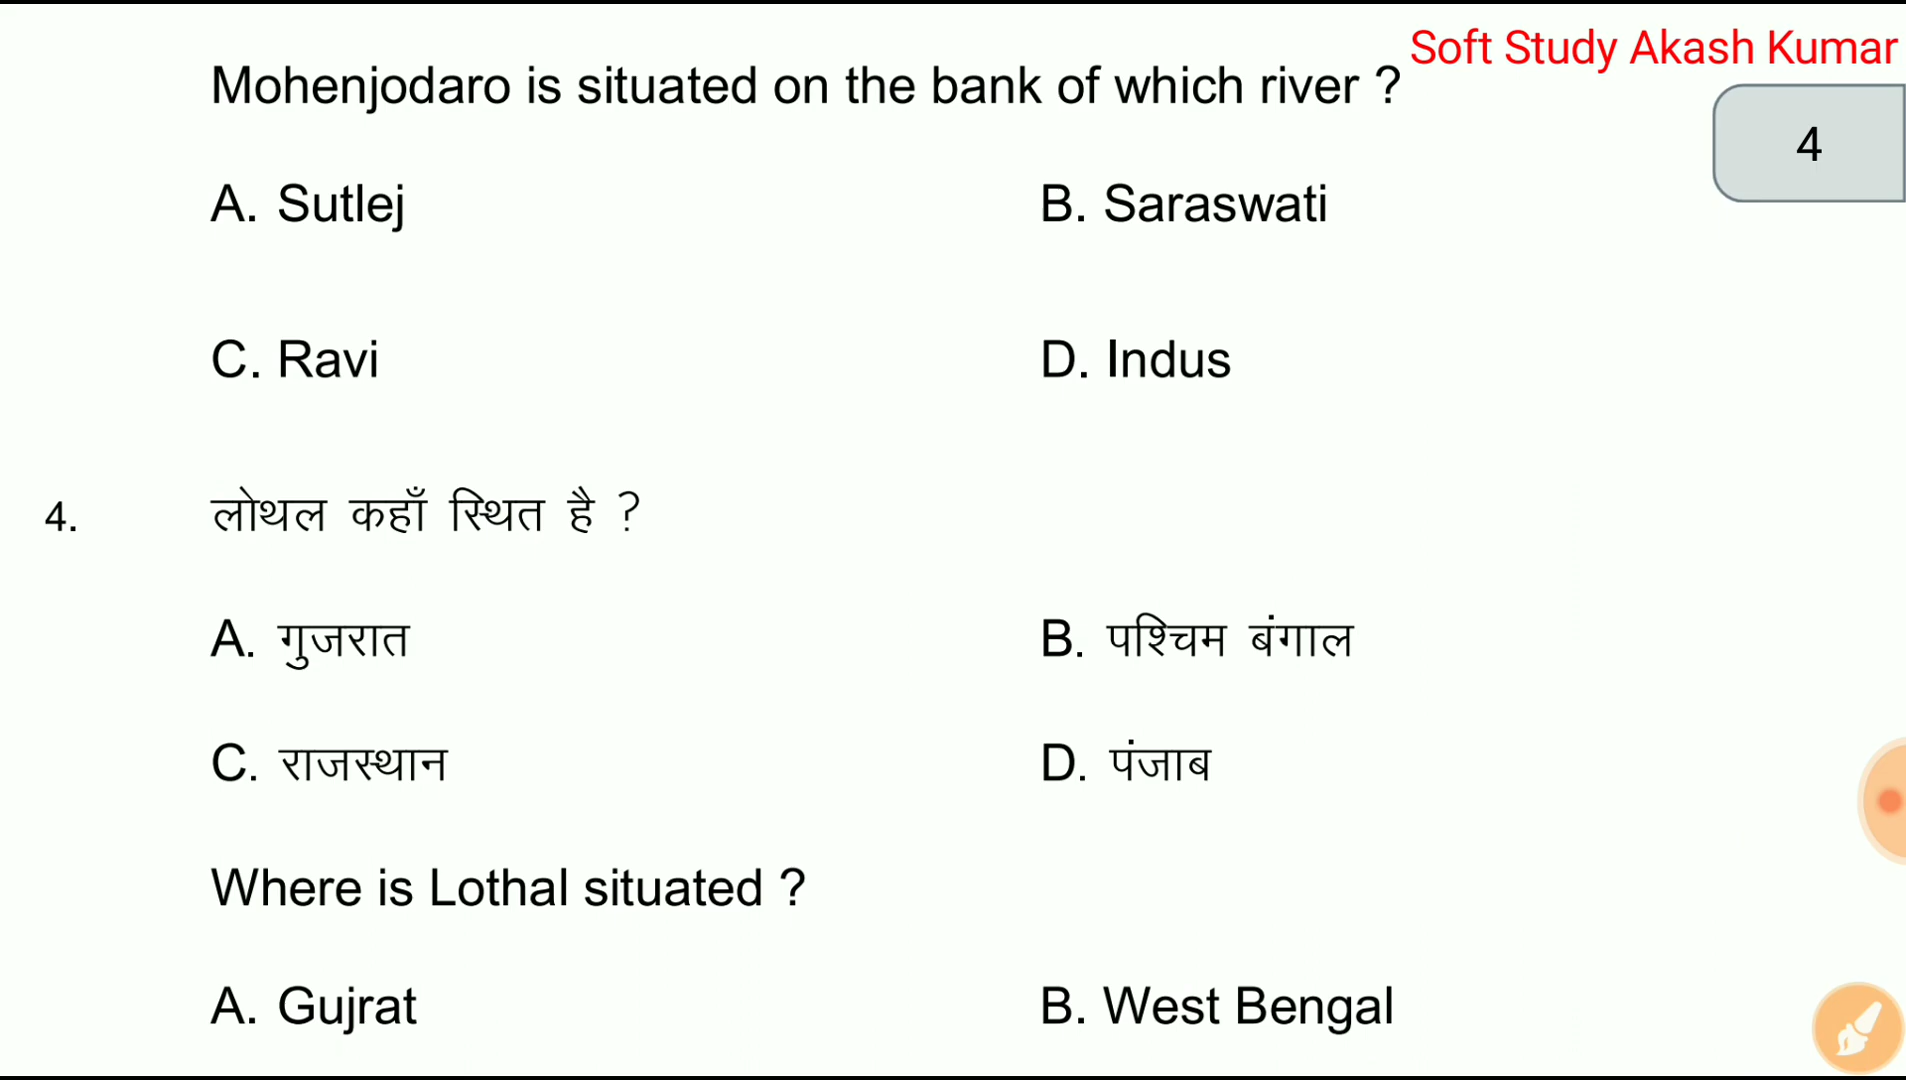 Soft Study Akash Kumar
Mohenjodaro is situated on the bank of which river ?
4
A. Sutlej
B. Saraswati
C. Ravi
D. Indus
4. लोथल कहाँ स्थित है ?
A. गुजरात
B. पश्चिम बंगाल
C. राजस्थान
D. पंजाब
Where is Lothal situated ?
A. Gujrat
B. West Bengal